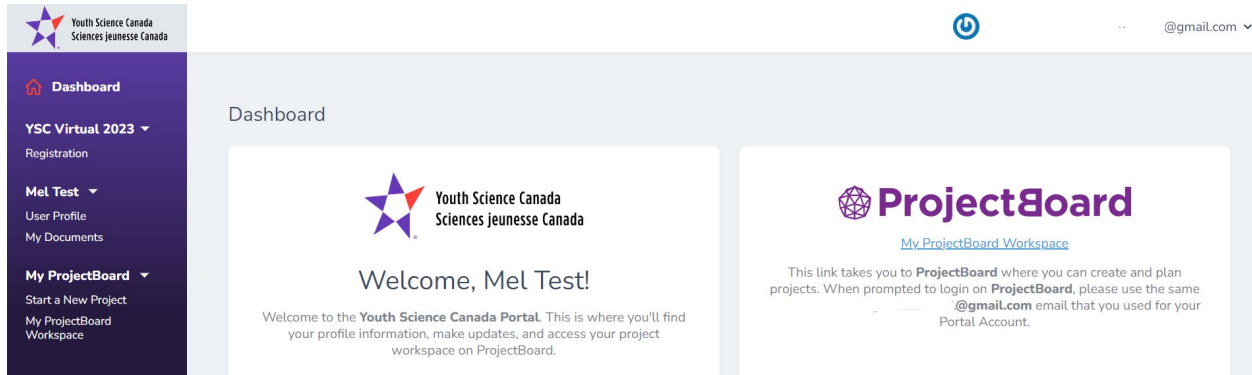 Youth Science Canada
Sciences jeunesse Canada
@gmail.com
Dashboard
YSC Virtual 2023
Registration
Mel Test
User Profile
My Documents
My ProjectBoard
Start a New Project
My ProjectBoard
Workspace
Dashboard
Youth Science Canada
Sciences jeunesse Canada
Welcome, Mel Test!
Welcome to the Youth Science Canada Portal. This is where you'll find
your profile information, make updates, and access your project
workspace on ProjectBoard.
ProjectBoard
My ProjectBoard Workspace
This link takes you to ProjectBoard where you can create and plan
projects. When prompted to login on ProjectBoard, please use the same
@gmail.com email that you used for your
Portal Account.